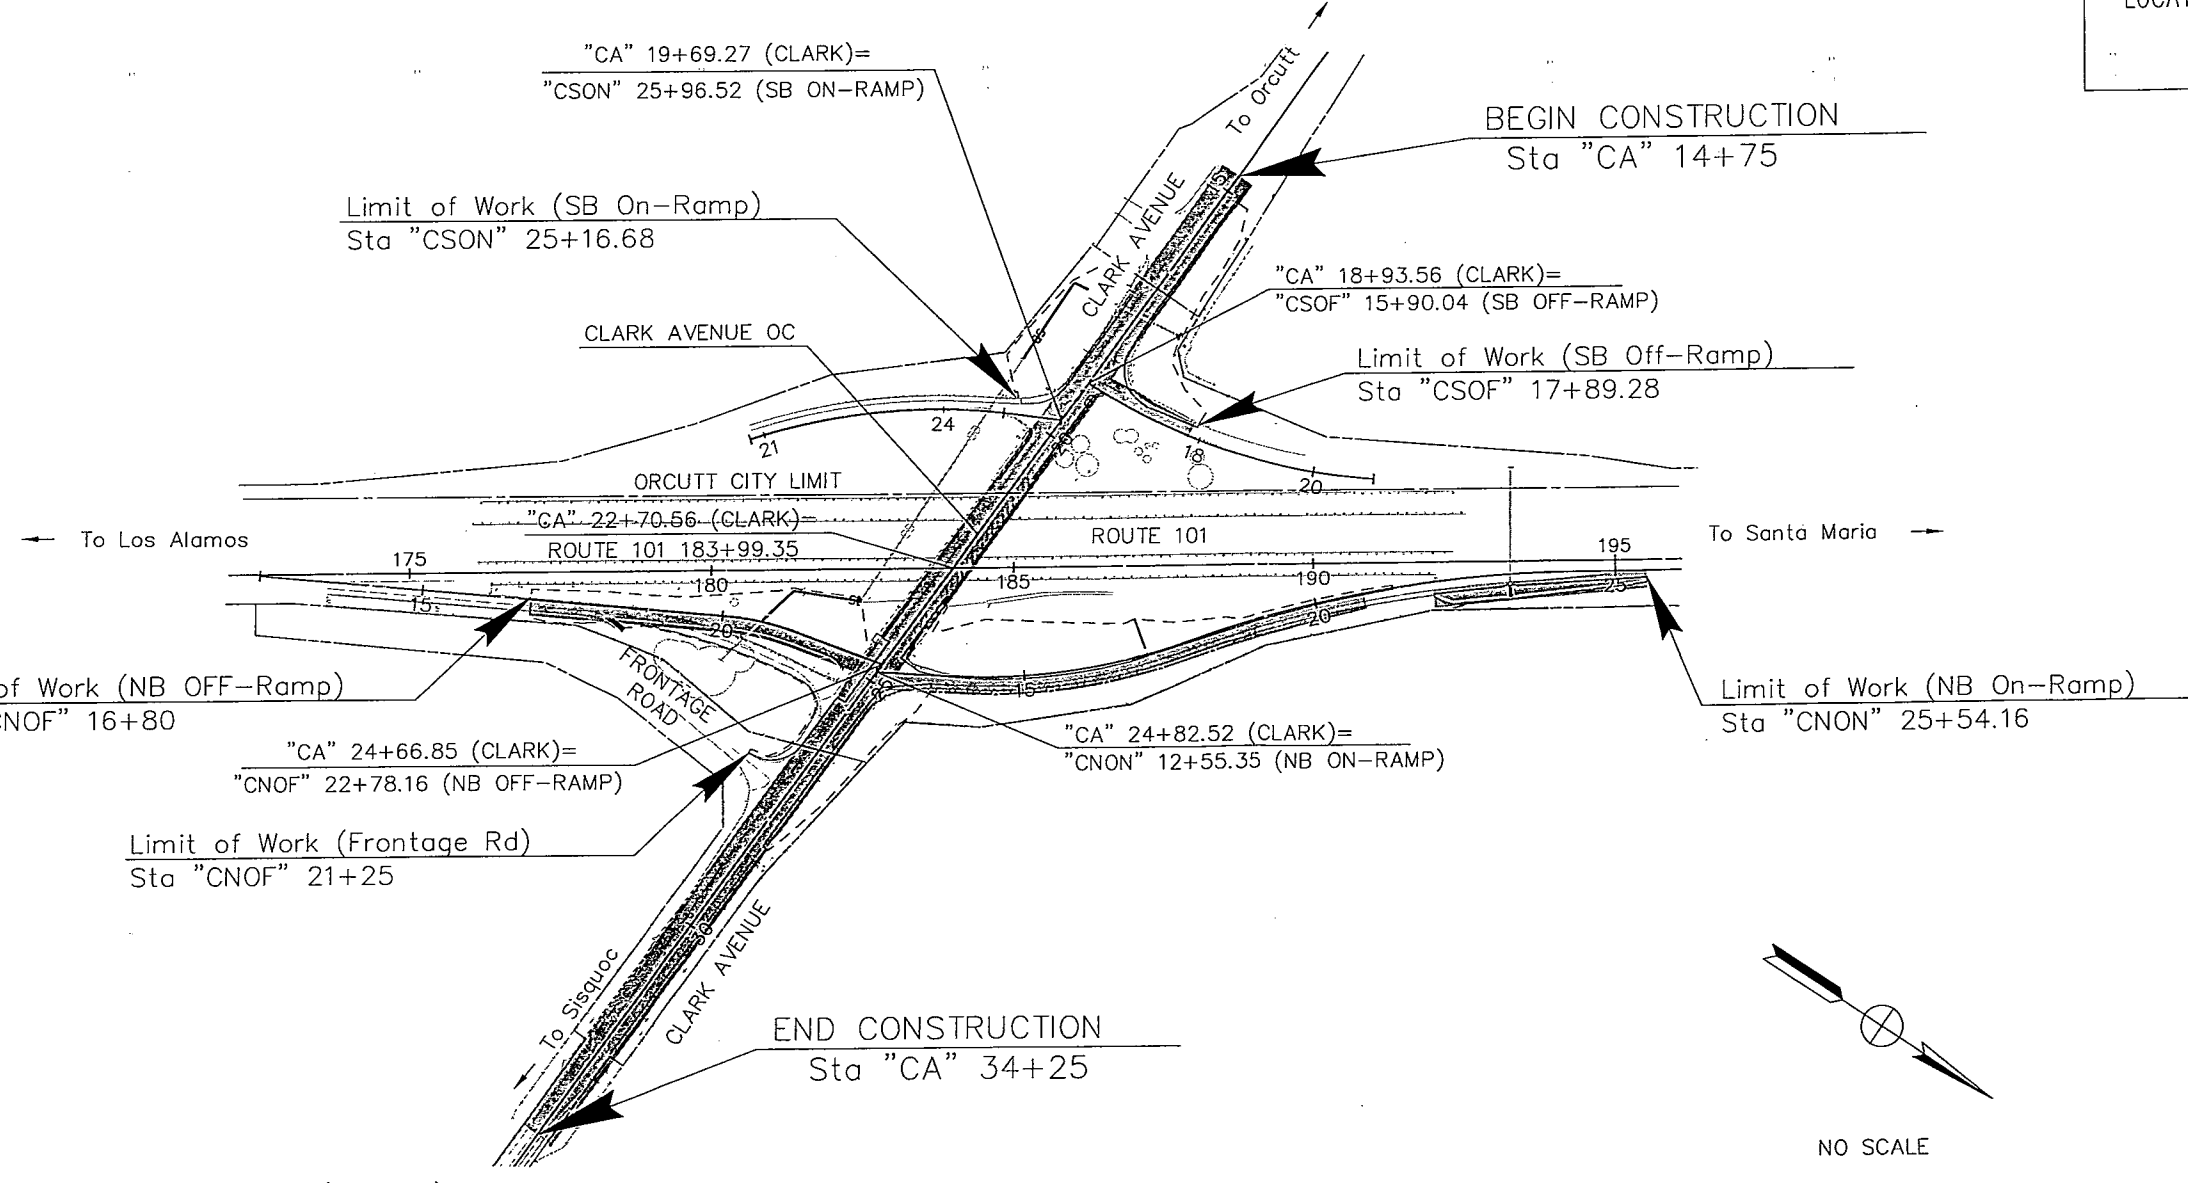 LOCAT
"CA" 19+69.27 (CLARK)=
"CSON" 25+96.52 (SB ON-RAMP)
To Orcutt
BEGIN CONSTRUCTION
Sta "CA" 14+75
Limit of Work (SB On-Ramp)
Sta "CSON" 25+16.68
15
CLARK AVENUE
"CA" 18+93.56 (CLARK)=
"CSOF" 15+90.04 (SB OFF-RAMP)
CLARK AVENUE OC
Limit of Work (SB Off-Ramp)
Sta "CSOF" 17+89.28
21
24
20
18
20
ORCUTT CITY LIMIT
"CA" 22+70.56 (CLARK)=
ROUTE 101 183+99.35
ROUTE 101
To Los Alamos
To Santa Maria
175
180
185
190
195
15
20
15
20
25
25
FRONTAGE
ROAD
of Work (NB OFF-Ramp)
CNOF" 16+80
Limit of Work (NB On-Ramp)
Sta "CNON" 25+54.16
"CA" 24+66.85 (CLARK)=
"CNOF" 22+78.16 (NB OFF-RAMP)
"CA" 24+82.52 (CLARK)=
"CNON" 12+55.35 (NB ON-RAMP)
Limit of Work (Frontage Rd)
Sta "CNOF" 21+25
30
CLARK AVENUE
To Sisquoc
END CONSTRUCTION
Sta "CA" 34+25
NO SCALE